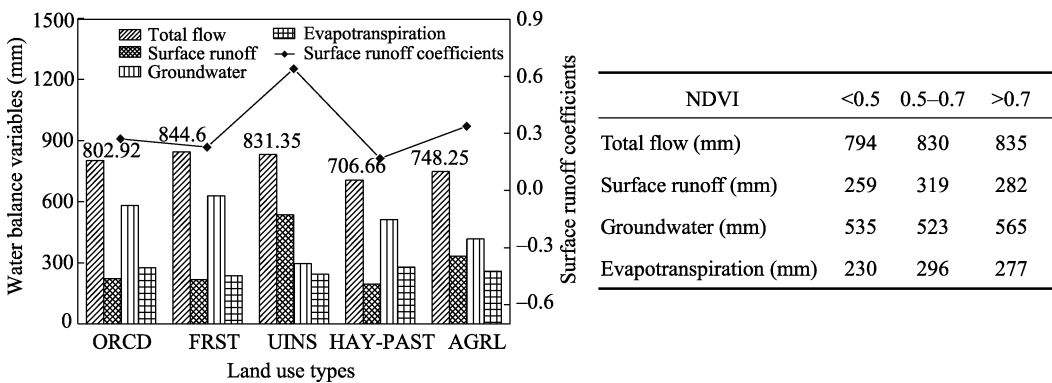 Water balance variables (mm)
1500
1200
900
600
300
0
Total flow
Surface runoff
Groundwater
Evapotranspiration
Surface runoff coefficients
802.92
844.6
831.35
706.66
748.25
0.9
0.6
0.3
0.0
–0.3
–0.6
Surface runoff coefficients
ORCD FRST UINS HAY-PAST AGRL
Land use types
NDVI <0.5 0.5–0.7 >0.7
Total flow (mm) 794 830 835
Surface runoff (mm) 259 319 282
Groundwater (mm) 535 523 565
Evapotranspiration (mm) 230 296 277